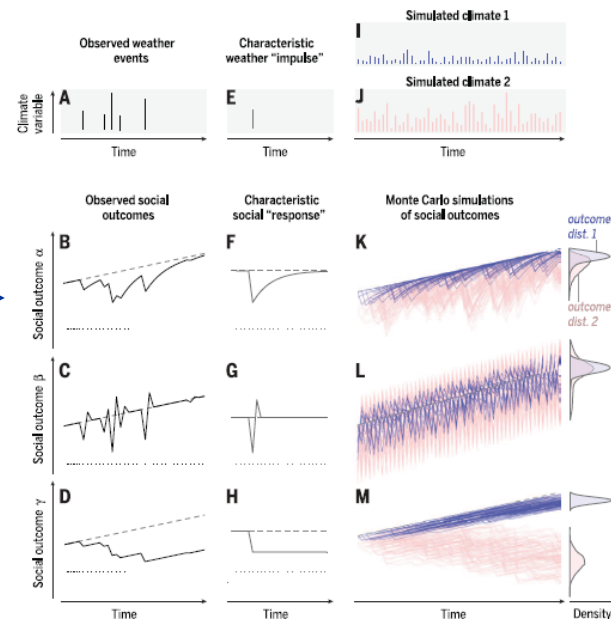 Simulated climate 1
Observed weather
events
Characteristic
weather “impulse”
I
Simulated climate 2
Climate
variable
A
E
J
Time
Time
Time
Observed social
outcomes
Characteristic
social “response”
Monte Carlo simulations
of social outcomes
outcome
dist. 1
Social outcome α
B
F
K
outcome
dist. 2
Social outcome β
C
G
L
Social outcome γ
D
H
M
Time
Time
Time
Density